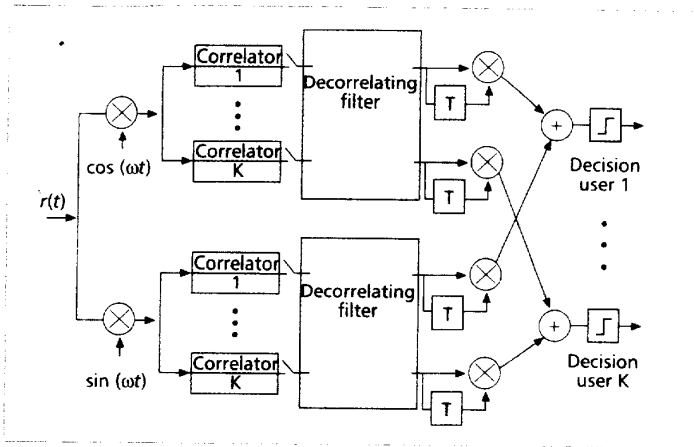 Correlator
1
Decorrelating
filter
T
Correlator
K
cos (ωt)
T
Decision
user 1
r(t)
Correlator
1
Decorrelating
filter
T
Correlator
K
sin (ωt)
T
Decision
user K
+
+